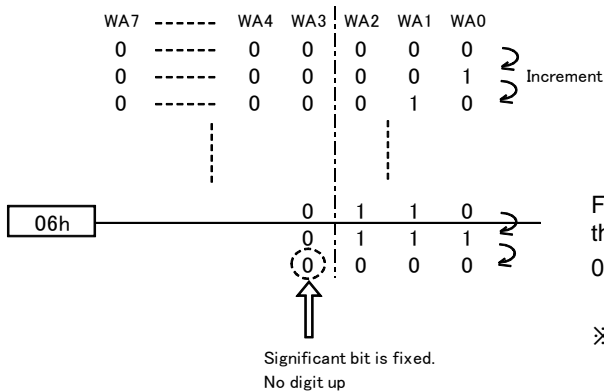 WA7 ------ WA4 WA3 WA2 WA1 WA0
0 ------ 0 0 0 0 0
0 ------ 0 0 0 0 1
Increment
0 ------ 0 0 0 1 0
0 1 1 0
06h
0 1 1 1
0 0 0 0
Significant bit is fixed.
No digit up
F
th
0
※